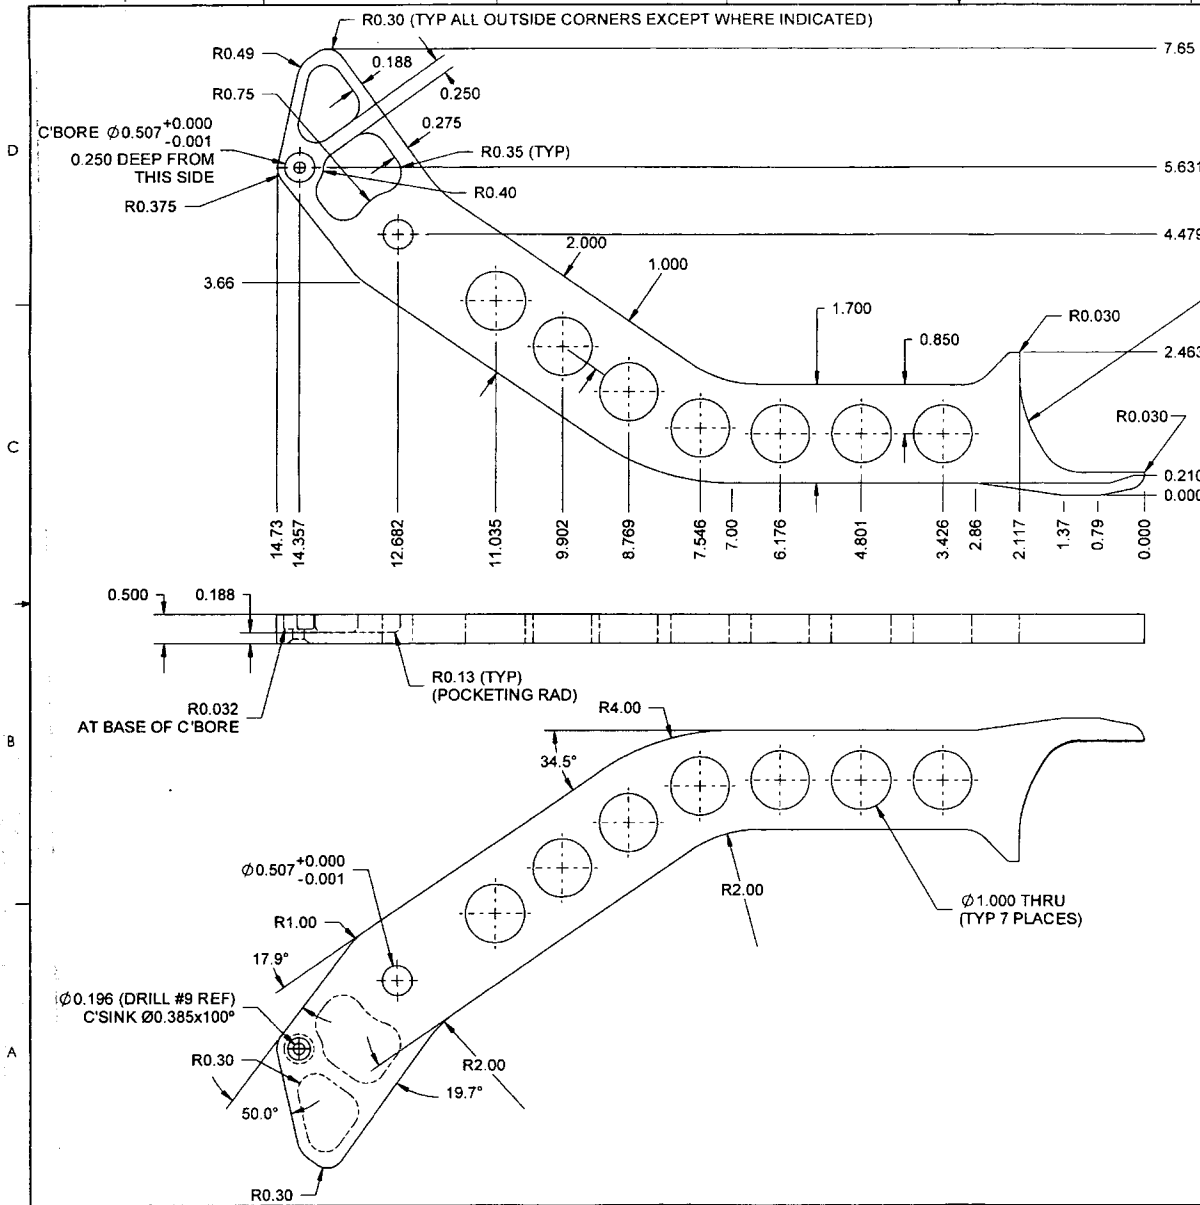 R0.30 (TYP ALL OUTSIDE CORNERS EXCEPT WHERE INDICATED)
7.65
R0.49
0.188
R0.75
0.250
0.275
D
C'BORE Ø0.507 +0.000
-0.001
0.250 DEEP FROM
THIS SIDE
R0.35 (TYP)
5.631
R0.375
R0.40
4.479
2.000
3.66
1.000
1.700
R0.030
0.850
2.463
R0.030
C
0.210
0.000
14.73
14.357
12.682
11.035
9.902
8.769
7.546
7.00
6.176
4.801
3.426
2.86
2.117
1.37
0.79
0.000
0.500
0.188
R0.13 (TYP)
(POCKETING RAD)
R0.032
AT BASE OF C'BORE
R4.00
B
34.5°
Ø0.507 +0.000
-0.001
R2.00
Ø1.000 THRU
(TYP 7 PLACES)
R1.00
17.9°
Ø0.196 (DRILL #9 REF)
C'SINK Ø0.385x100°
A
R0.30
R2.00
19.7°
50.0°
R0.30